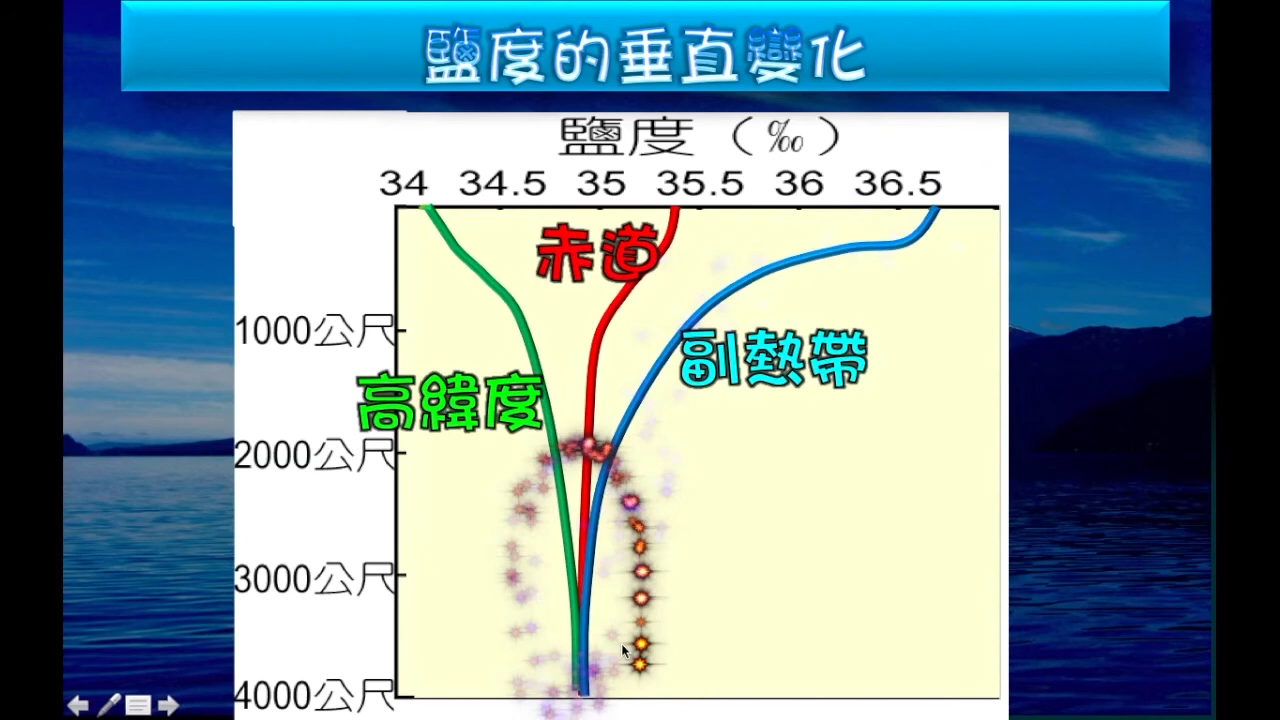 鹽度的垂直變化
鹽度（‰）
34 34.5 35 35.5 36 36.5
赤道
1000公尺
副熱帶
高緯度
2000公尺
3000公尺
4000公尺